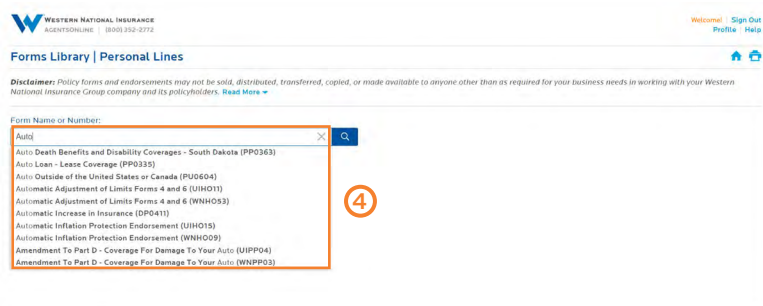 WESTERN NATIONAL INSURANCE
AGENTSONLINE | (800) 352-2772
Welcome! Sign Out
Profile Help
Forms Library | Personal Lines
Disclaimer: Policy forms and endorsements may not be sold, distributed, transferred, copied, or made available to anyone other than as required for your business needs in working with your Western
National Insurance Group company and its policyholders. Read More
Form Name or Number:
Auto
Auto Death Benefits and Disability Coverages - South Dakota (PP0363)
Auto Loan - Lease Coverage (PP0335)
Auto Outside of the United States or Canada (PU0604)
Automatic Adjustment of Limits Forms 4 and 6 (UIHO11)
Automatic Adjustment of Limits Forms 4 and 6 (WNHO53)
Automatic Increase in Insurance (DP0411)
Automatic Inflation Protection Endorsement (UIHO15)
Automatic Inflation Protection Endorsement (WNHO09)
Amendment To Part D - Coverage For Damage To Your Auto (UIPP04)
Amendment To Part D - Coverage For Damage To Your Auto (WNPP03)
4